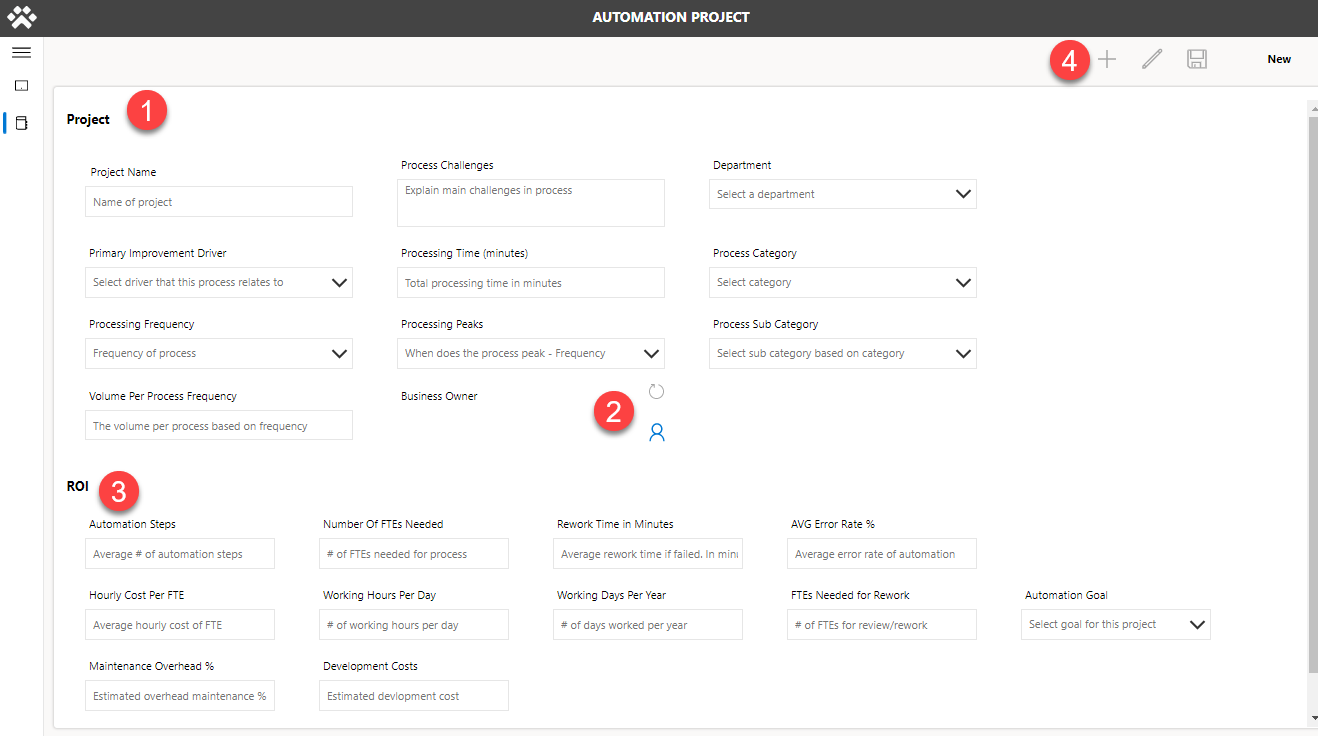 AUTOMATION PROJECT
4
New
Project
1
Project Name
Process Challenges
Department
Name of project
Explain main challenges in process
Select a department
Primary Improvement Driver
Processing Time (minutes)
Process Category
Select driver that this process relates to
Total processing time in minutes
Select category
Processing Frequency
Processing Peaks
Process Sub Category
Frequency of process
When does the process peak - Frequency
Select sub category based on category
Volume Per Process Frequency
Business Owner
2
The volume per process based on frequency
ROI
3
Automation Steps
Number Of FTEs Needed
Rework Time in Minutes
AVG Error Rate %
Average # of automation steps
# of FTEs needed for process
Average rework time if failed. In min
Average error rate of automation
Hourly Cost Per FTE
Working Hours Per Day
Working Days Per Year
FTEs Needed for Rework
Automation Goal
Average hourly cost of FTE
# of working hours per day
# of days worked per year
# of FTEs for review/rework
Select goal for this project
Maintenance Overhead %
Development Costs
Estimated overhead maintenance %
Estimated devlopment cost